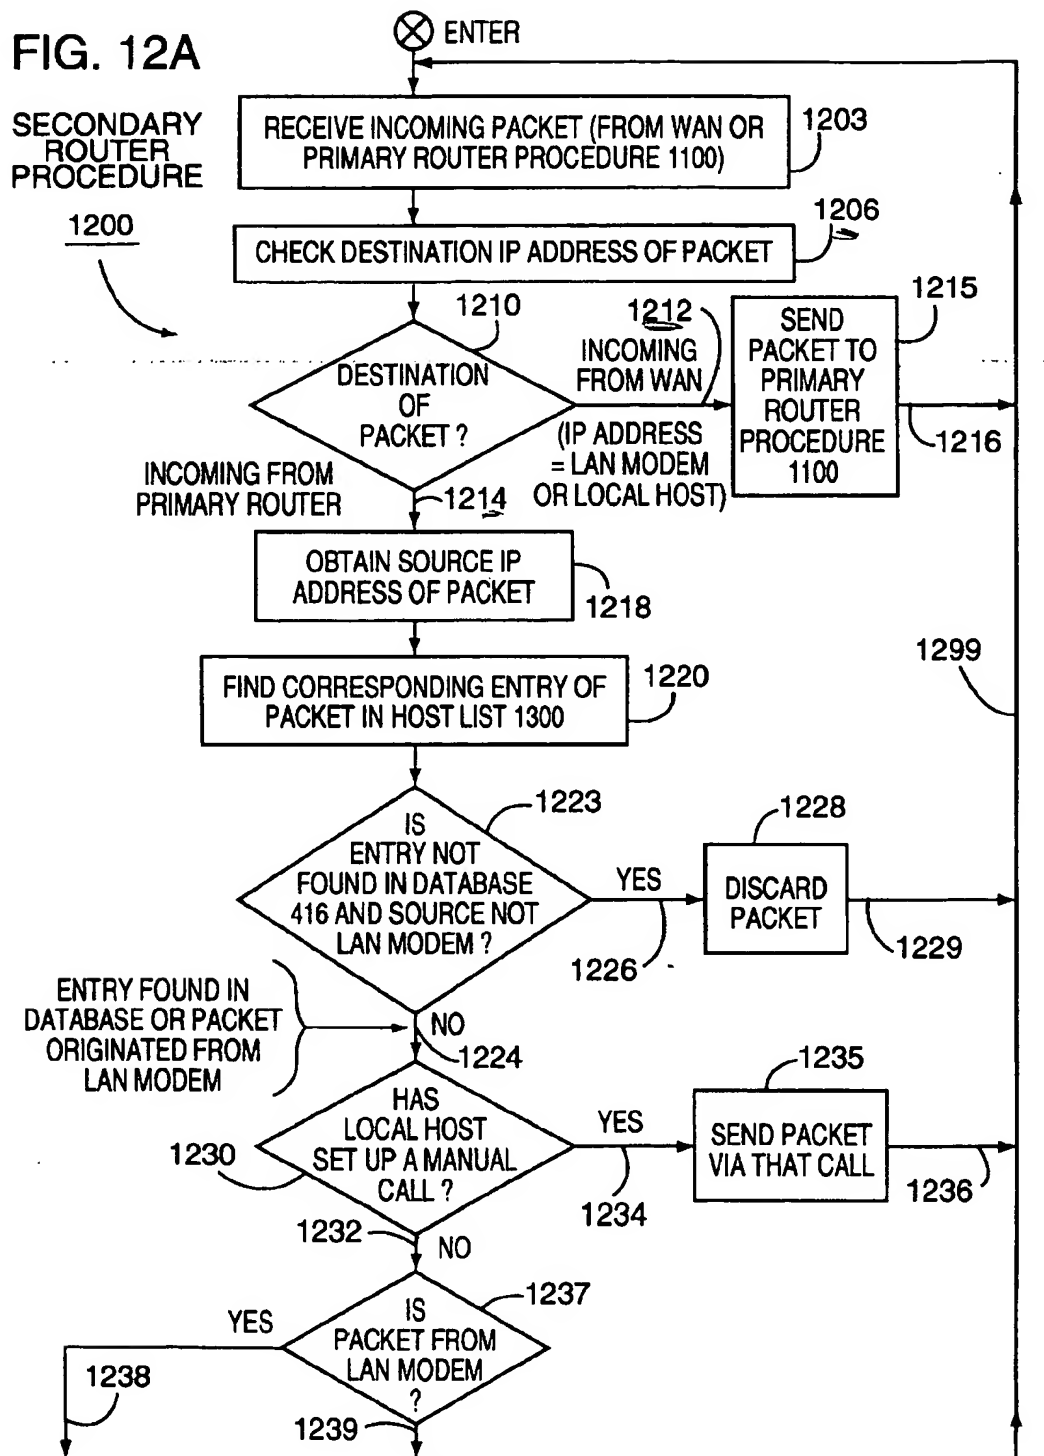 FIG. 12A
ENTER
SECONDARY
ROUTER
PROCEDURE
1200
RECEIVE INCOMING PACKET (FROM WAN OR
PRIMARY ROUTER PROCEDURE 1100)
1203
CHECK DESTINATION IP ADDRESS OF PACKET
1206
DESTINATION
OF
PACKET ?
1210
1212
INCOMING
FROM WAN
(IP ADDRESS
= LAN MODEM
OR LOCAL HOST)
SEND
PACKET TO
PRIMARY
ROUTER
PROCEDURE
1100
1215
1216
INCOMING FROM
PRIMARY ROUTER
1214
OBTAIN SOURCE IP
ADDRESS OF PACKET
1218
FIND CORRESPONDING ENTRY OF
PACKET IN HOST LIST 1300
1220
1299
IS
ENTRY NOT
FOUND IN DATABASE
416 AND SOURCE NOT
LAN MODEM ?
1223
YES
1226
DISCARD
PACKET
1228
1229
ENTRY FOUND IN
DATABASE OR PACKET
ORIGINATED FROM
LAN MODEM
NO
1224
HAS
LOCAL HOST
SET UP A MANUAL
CALL ?
1230
YES
1234
SEND PACKET
VIA THAT CALL
1235
1236
1232
NO
IS
PACKET FROM
LAN MODEM
?
1237
YES
1238
1239